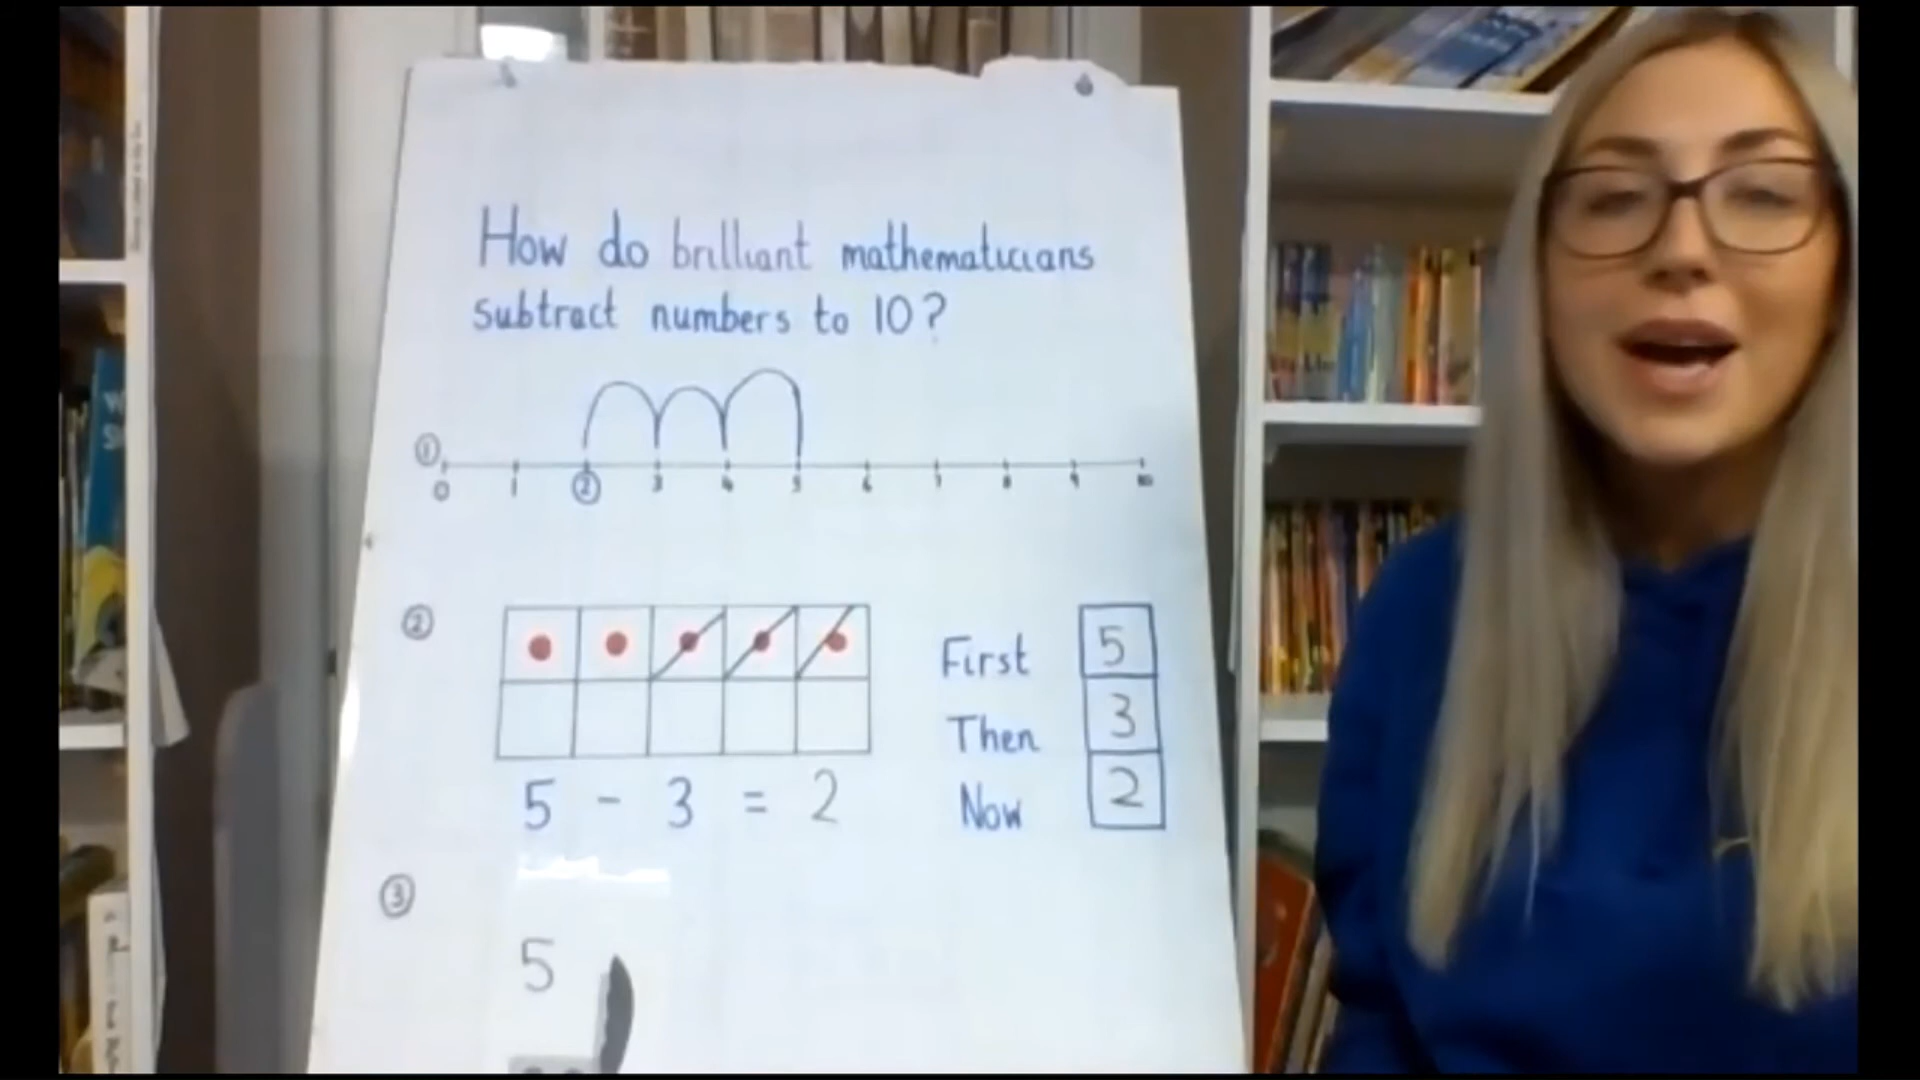 How do brilliant mathematicians
subtract numbers to 10?
①
0 1 ② 3 4 5 6 7 8 9 10
②
First 5
Then 3
Now 2
5 - 3 = 2
③
5